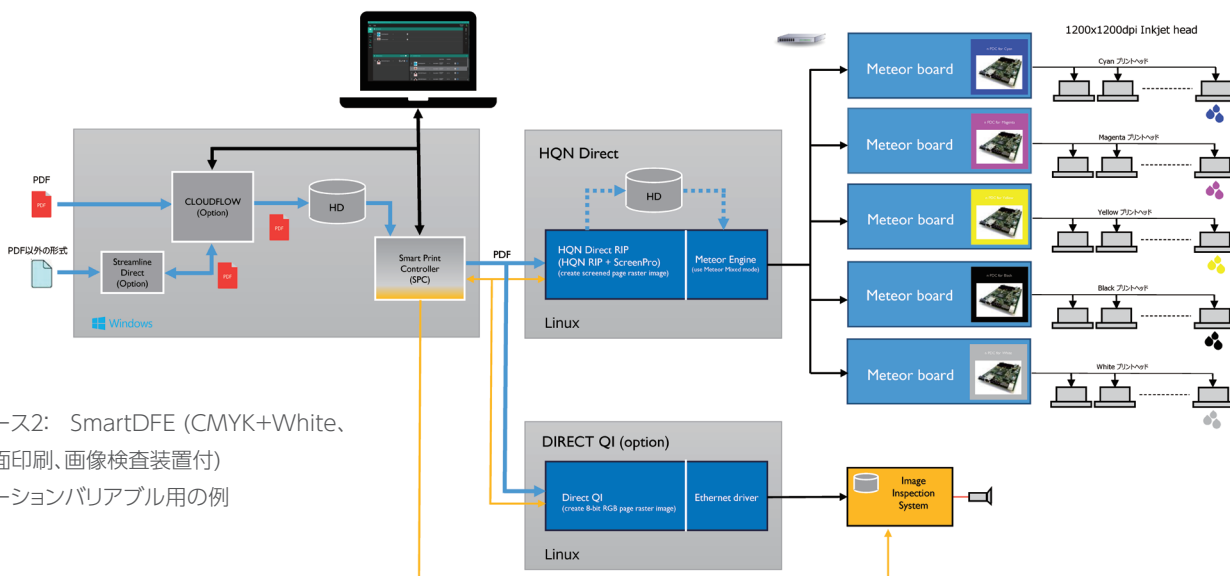 1200x1200dpi Inkjet head
Meteor board
Cyan プリントヘッド
HQN Direct
HD
Meteor board
Magenta プリントヘッド
PDF
PDF
CLOUDFLOW
(Option)
PDF
HD
Meteor board
Yellow プリントヘッド
PDF以外の形式
Streamline
Direct
(Option)
PDF
Smart Print
Controller
(SPC)
PDF
HQN Direct RIP
(HQN RIP + ScreenPro)
(create screened page raster image)
Meteor Engine
(use Meteor Mixed mode)
Meteor board
Black プリントヘッド
Windows
Linux
Meteor board
White プリントヘッド
ース2: SmartDFE (CMYK+White、
面印刷、画像検査装置付)
ーションバリアブル用の例
DIRECT QI (option)
Direct QI
(create 8-bit RGB page raster image)
Ethernet driver
Linux
Image
Inspection
System